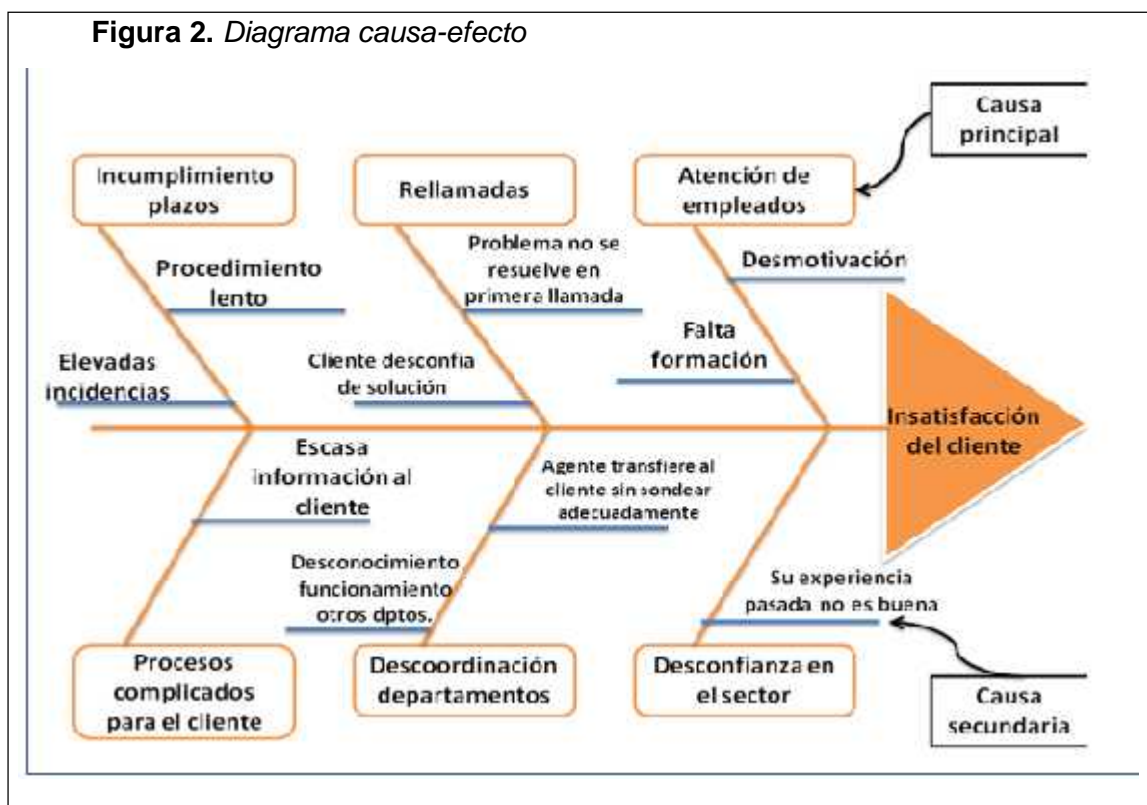 Figura 2. Diagrama causa-efecto
Causa
principal
Incumplimiento
plazos
Rellamadas
Atención de
empleados
Procedimiento
lento
Problema no se
resuelve en
primera llamada
Desmotivación
Elevadas
incidencias
Cliente desconfia
de solución
Falta
formación
Insatisfacción
del cliente
Escasa
información al
cliente
Agente transfiere al
cliente sin sondear
adecuadamente
Desconocimiento
funcionamiento
otros dptos.
Su experiencia
pasada no es buena
Procesos
complicados
para el cliente
Descoordinación
departamentos
Desconfianza en
el sector
Causa
secundaria